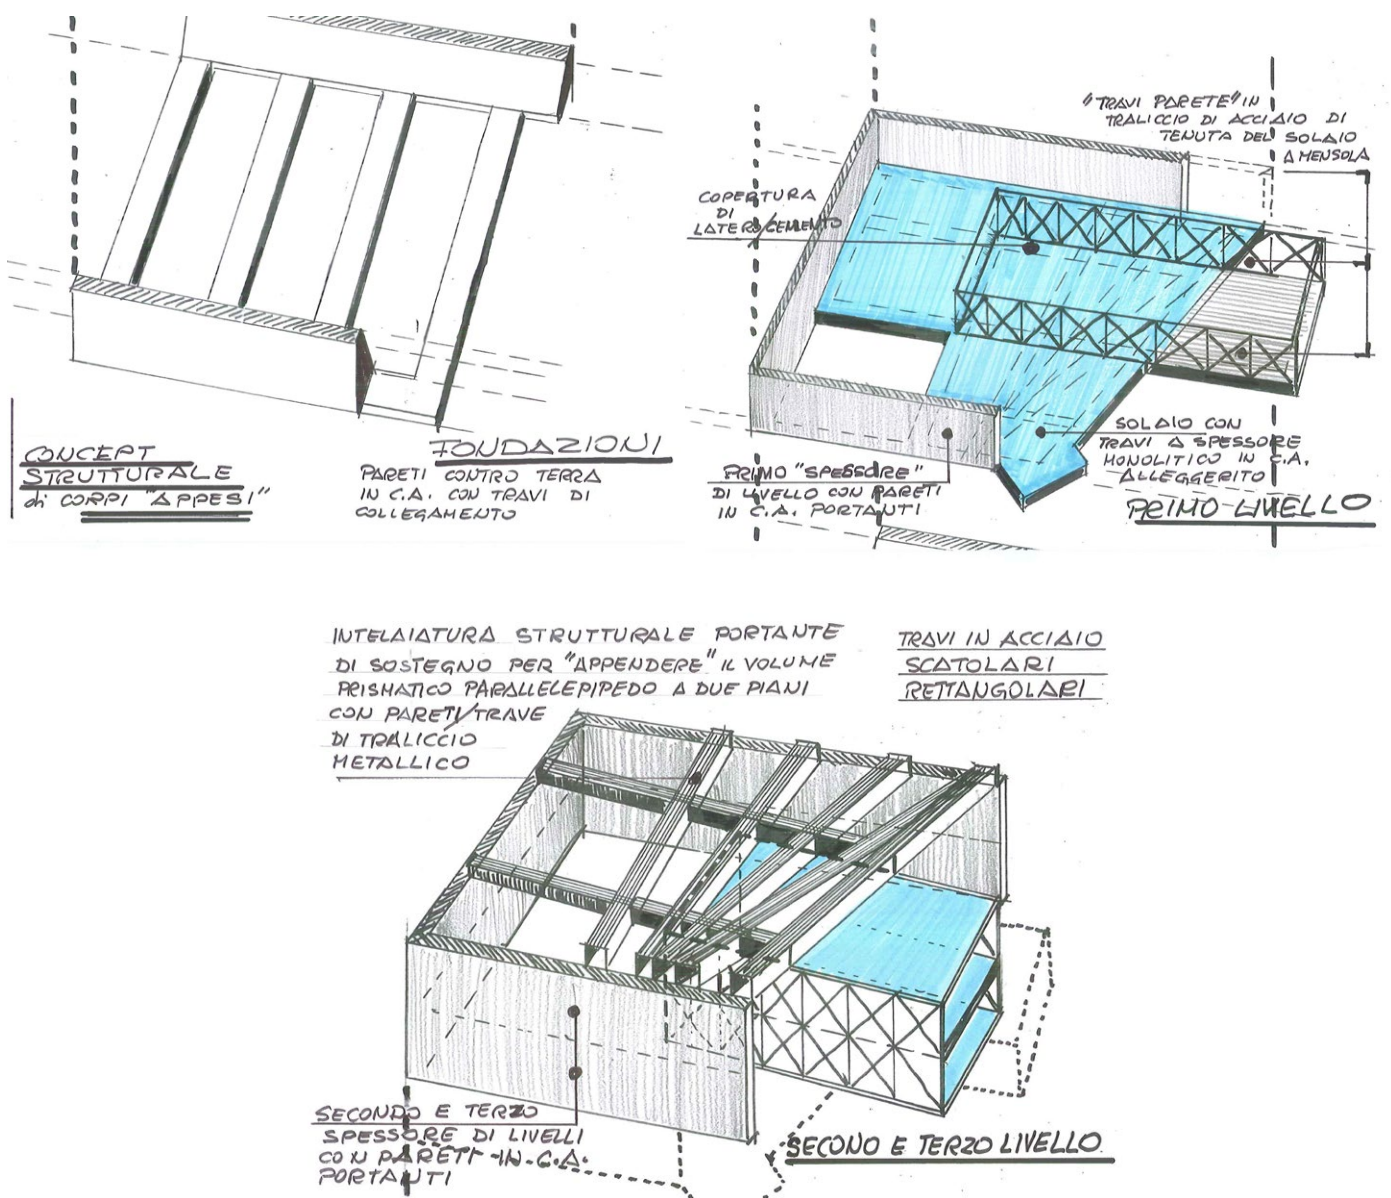 CONCEPT
STRUTTURALE
di CORPI "APPESI"
FONDAZIONI
PARETI CONTRO TERRA
IN C.A. CON TRAVI DI
COLLEGAMENTO
"TRAVI PARETE" IN
TRALICCIO DI ACCIAIO DI
TENUTA DEL SOLAIO
A MENSOLA
COPERTURA
DI
LATERO/CEMENTO
SOLAIO CON
TRAVI A SPESSORE
MONOLITICO IN C.A.
ALLEGGERITO
PRIMO "SPESSORE"
DI LIVELLO CON PARETI
IN C.A. PORTANTI
PRIMO LIVELLO
INTELAIATURA STRUTTURALE PORTANTE
DI SOSTEGNO PER "APPENDERE" IL VOLUME
PRISMATICO PARALLELEPIPEDO A DUE PIANI
CON PARETI/TRAVE
DI TRALICCIO
METALLICO
TRAVI IN ACCIAIO
SCATOLARI
RETTANGOLARI
SECONDO E TERZO
SPESSORE DI LIVELLI
CON PARETI IN C.A.
PORTANTI
SECONO E TERZO LIVELLO